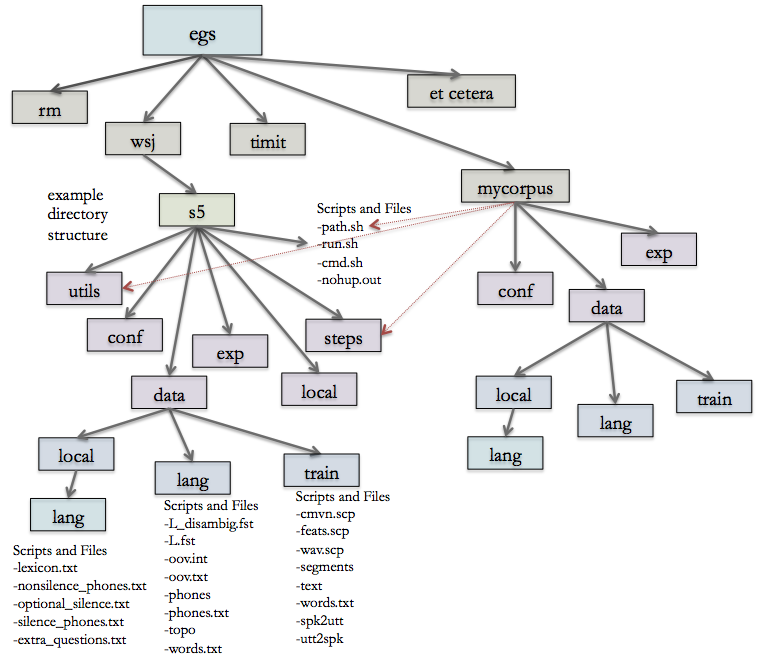 egs
rm
wsj
timit
et cetera
mycorpus
example
directory
structure
s5
Scripts and Files
-path.sh
-run.sh
-cmd.sh
-nohup.out
utils
conf
exp
steps
local
data
conf
exp
data
local
lang
train
lang
local
lang
train
lang
Scripts and Files
-lexicon.txt
-nonsilence_phones.txt
-optional_silence.txt
-silence_phones.txt
-extra_questions.txt
Scripts and Files
-L_disambig.fst
-L.fst
-oov.int
-oov.txt
-phones
-phones.txt
-topo
-words.txt
Scripts and Files
-cmvn.scp
-feats.scp
-wav.scp
-segments
-text
-words.txt
-spk2utt
-utt2spk